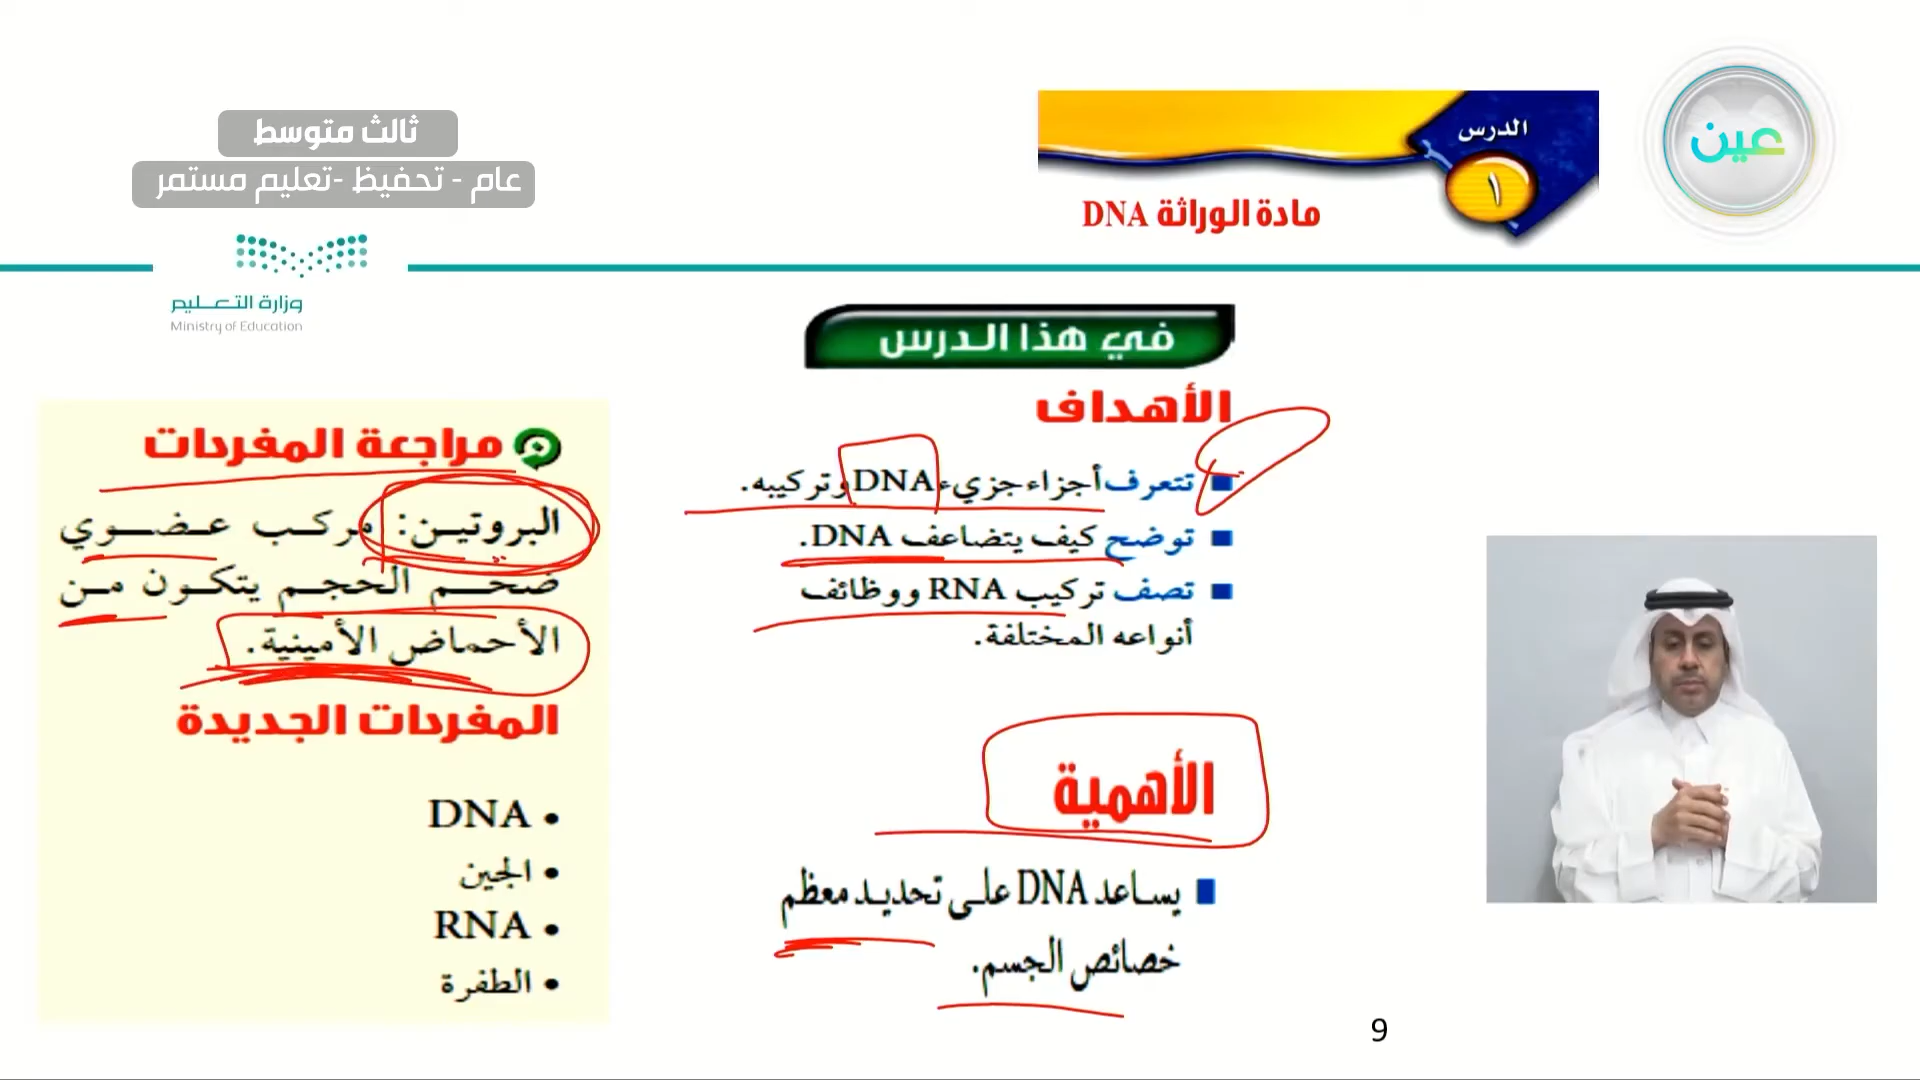 ثالث متوسط
عام - تحفيظ -تعليم مستمر
وزارة التعليم
Ministry of Education
الدرس
١
مادة الوراثة DNA
عين
في هذا الدرس
الأهداف
تتعرف أجزاء جزيء DNA وتركيبه.
توضح كيف يتضاعف DNA.
تصف تركيب RNA ووظائف
أنواعه المختلفة.
الأهمية
يساعد DNA على تحديد معظم
خصائص الجسم.
مراجعة المفردات
البروتين: مركب عضوي
ضخم الحجم يتكون من
الأحماض الأمينية.
المفردات الجديدة
• DNA
• الجين
• RNA
• الطفرة
9